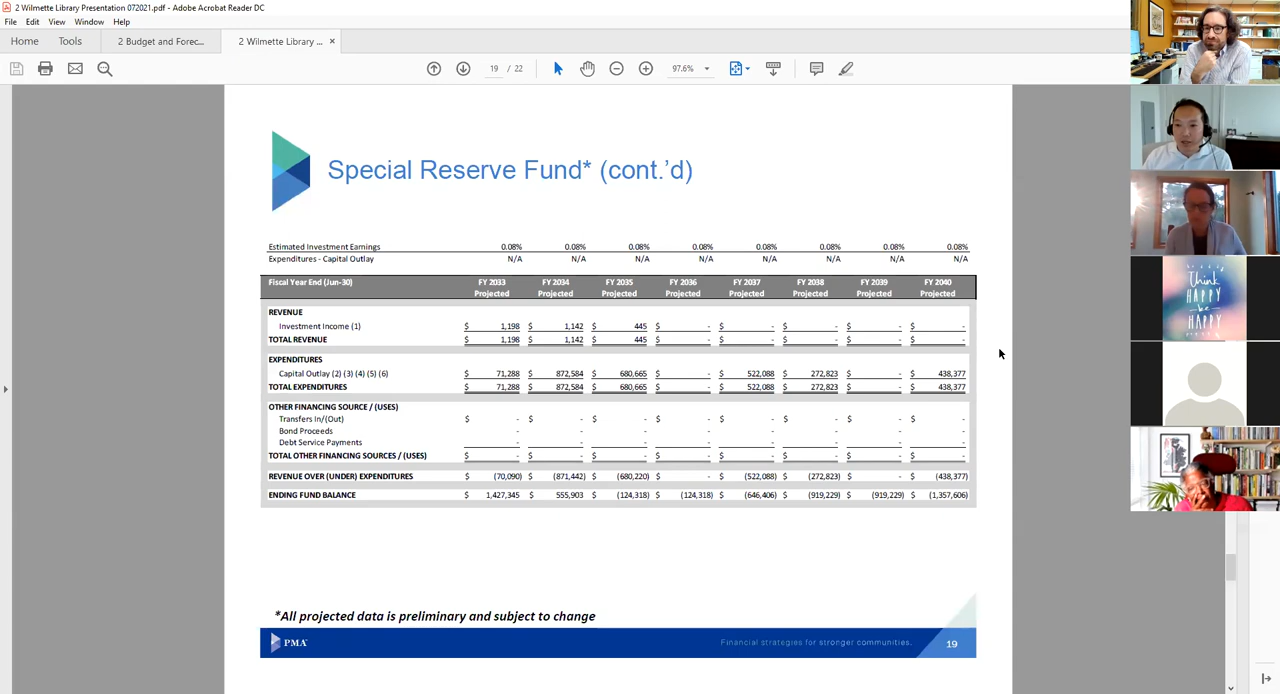 2 Wilmette Library Presentation 072021.pdf - Adobe Acrobat Reader DC
File Edit View Window Help
Home Tools 2 Budget and Forec... 2 Wilmette Library ... ×
19 / 22 97.6%
Special Reserve Fund* (cont.'d)
Estimated Investment Earnings 0.08% 0.08% 0.08% 0.08% 0.08% 0.08% 0.08% 0.08%
Expenditures - Capital Outlay N/A N/A N/A N/A N/A N/A N/A N/A
Fiscal Year End (Jun-30) FY 2033 FY 2034 FY 2035 FY 2036 FY 2037 FY 2038 FY 2039 FY 2040
Projected Projected Projected Projected Projected Projected Projected Projected
REVENUE
Investment Income (1) $ 1,198 $ 1,142 $ 445 $ - $ - $ - $ - $ -
TOTAL REVENUE $ 1,198 $ 1,142 $ 445 $ - $ - $ - $ - $ -
EXPENDITURES
Capital Outlay (2) (3) (4) (5) (6) $ 71,288 $ 872,584 $ 680,665 $ - $ 522,088 $ 272,823 $ - $ 438,377
TOTAL EXPENDITURES $ 71,288 $ 872,584 $ 680,665 $ - $ 522,088 $ 272,823 $ - $ 438,377
OTHER FINANCING SOURCE / (USES)
Transfers In/(Out) $ - $ - $ - $ - $ - $ - $ - $ -
Bond Proceeds - - - - - - - -
Debt Service Payments - - - - - - - -
TOTAL OTHER FINANCING SOURCES / (USES) $ - $ - $ - $ - $ - $ - $ - $ -
REVENUE OVER (UNDER) EXPENDITURES $ (70,090) $ (871,442) $ (680,220) $ - $ (522,088) $ (272,823) $ - $ (438,377)
ENDING FUND BALANCE $ 1,427,345 $ 555,903 $ (124,318) $ (124,318) $ (646,406) $ (919,229) $ (919,229) $ (1,357,606)
*All projected data is preliminary and subject to change
PMA Financial strategies for stronger communities. 19
Think
HAPPY
be
HAPPY